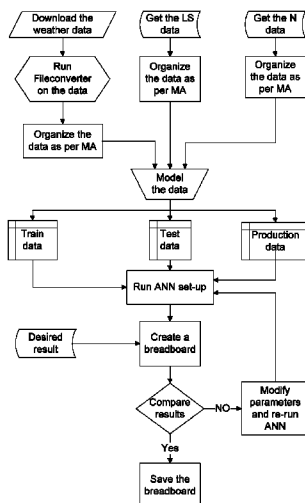 Download the
weather data
Get the LS
data
Get the N
data
Run
Fileconverter
on the data
Organize
the data
as per MA
Organize
the data
as per MA
Organize the
data as per MA
Model
the data
Train
data
Test
data
Production
data
Run ANN set-up
Desired
result
Create a
breadboard
Compare
results
NO
Modify
parameters
and re-run
ANN
Yes
Save the
breadboard